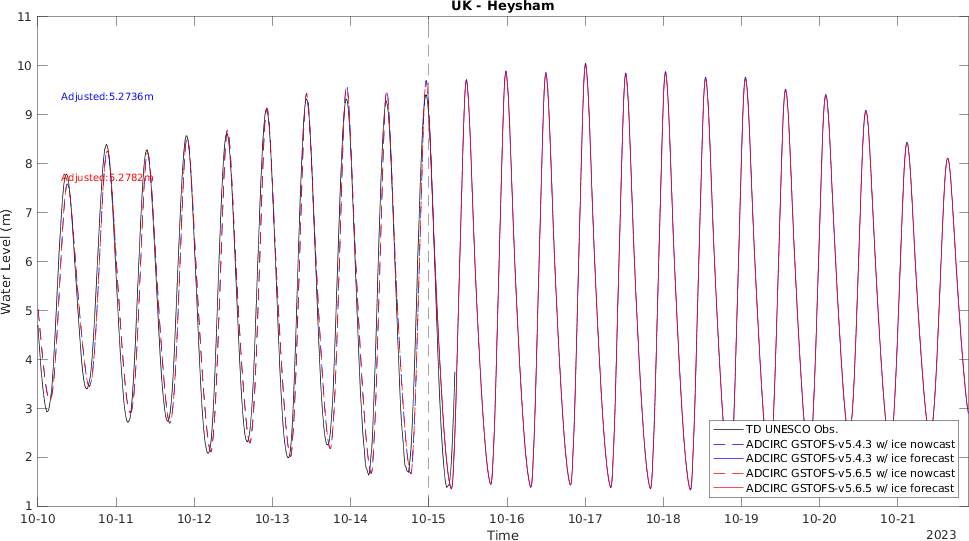 UK - Heysham
11
10
9
8
7
6
5
4
3
2
1
Water Level (m)
Adjusted:5.2736m
Adjusted:5.2782m
TD UNESCO Obs.
ADCIRC GSTOFS-v5.4.3 w/ ice nowcast
ADCIRC GSTOFS-v5.4.3 w/ ice forecast
ADCIRC GSTOFS-v5.6.5 w/ ice nowcast
ADCIRC GSTOFS-v5.6.5 w/ ice forecast
10-10 10-11 10-12 10-13 10-14 10-15 10-16 10-17 10-18 10-19 10-20 10-21
Time
2023